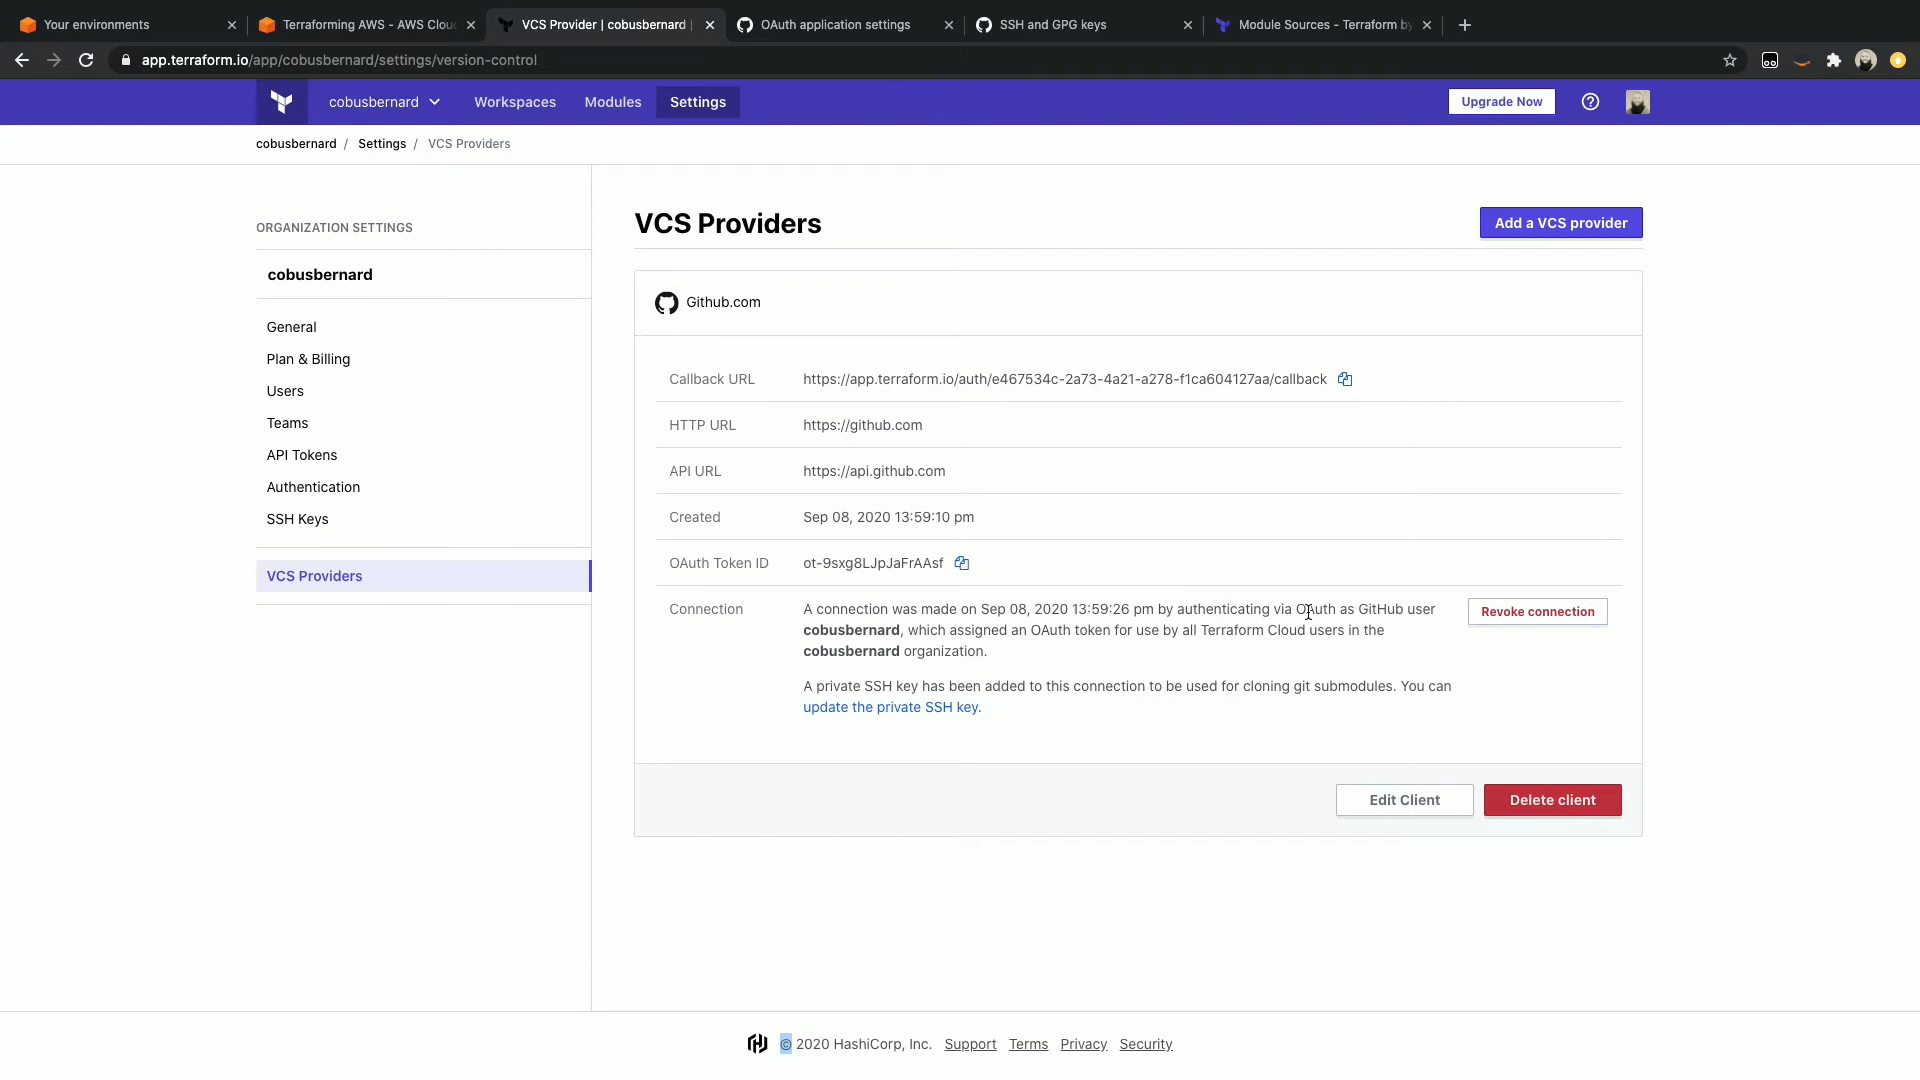 Your environments
Terraforming AWS - AWS Clou
VCS Provider | cobusbernard |
OAuth application settings
SSH and GPG keys
Module Sources - Terraform by
app.terraform.io/app/cobusbernard/settings/version-control
cobusbernard Workspaces Modules Settings Upgrade Now
cobusbernard / Settings / VCS Providers
ORGANIZATION SETTINGS
cobusbernard
General
Plan & Billing
Users
Teams
API Tokens
Authentication
SSH Keys
VCS Providers
VCS Providers
Add a VCS provider
Github.com
Callback URL https://app.terraform.io/auth/e467534c-2a73-4a21-a278-f1ca604127aa/callback
HTTP URL https://github.com
API URL https://api.github.com
Created Sep 08, 2020 13:59:10 pm
OAuth Token ID ot-9sxg8LJpJaFrAAsf
Connection A connection was made on Sep 08, 2020 13:59:26 pm by authenticating via OAuth as GitHub user
cobusbernard, which assigned an OAuth token for use by all Terraform Cloud users in the
cobusbernard organization.
Revoke connection
A private SSH key has been added to this connection to be used for cloning git submodules. You can
update the private SSH key.
Edit Client Delete client
© 2020 HashiCorp, Inc. Support Terms Privacy Security